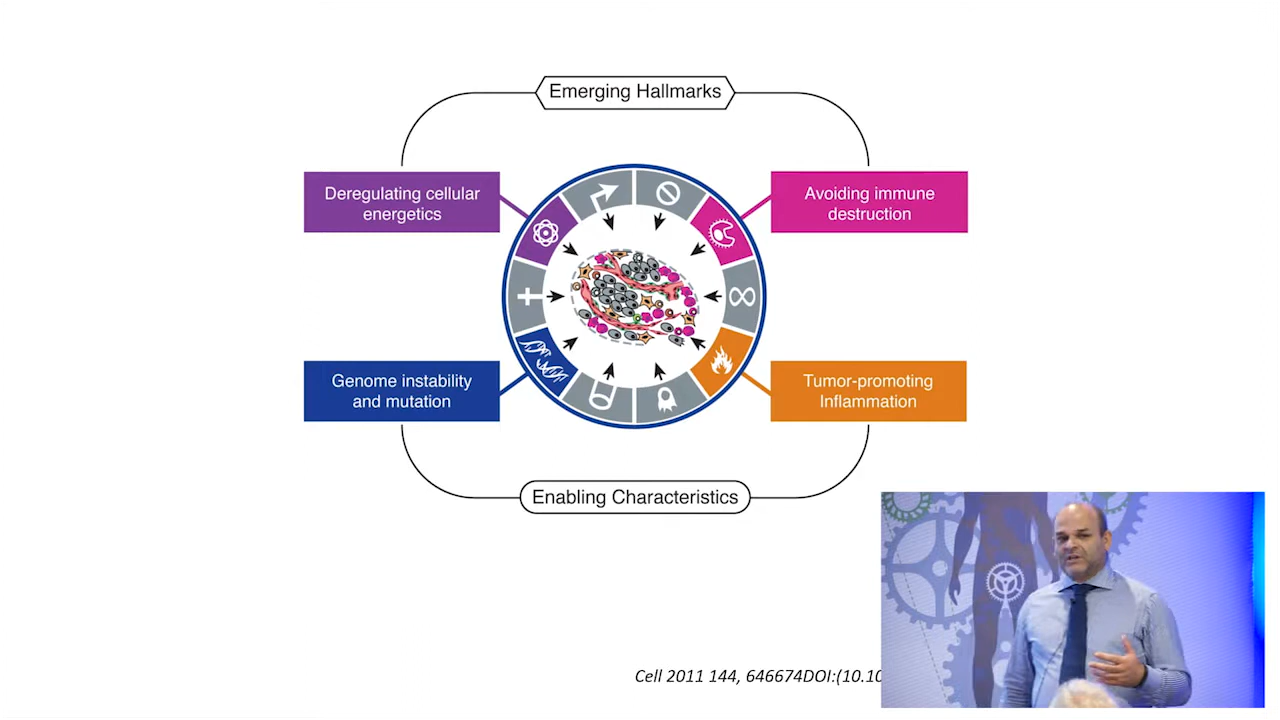 Emerging Hallmarks
Deregulating cellular
energetics
Avoiding immune
destruction
Genome instability
and mutation
Tumor-promoting
Inflammation
Enabling Characteristics
Cell 2011 144, 646674DOI:(10.10